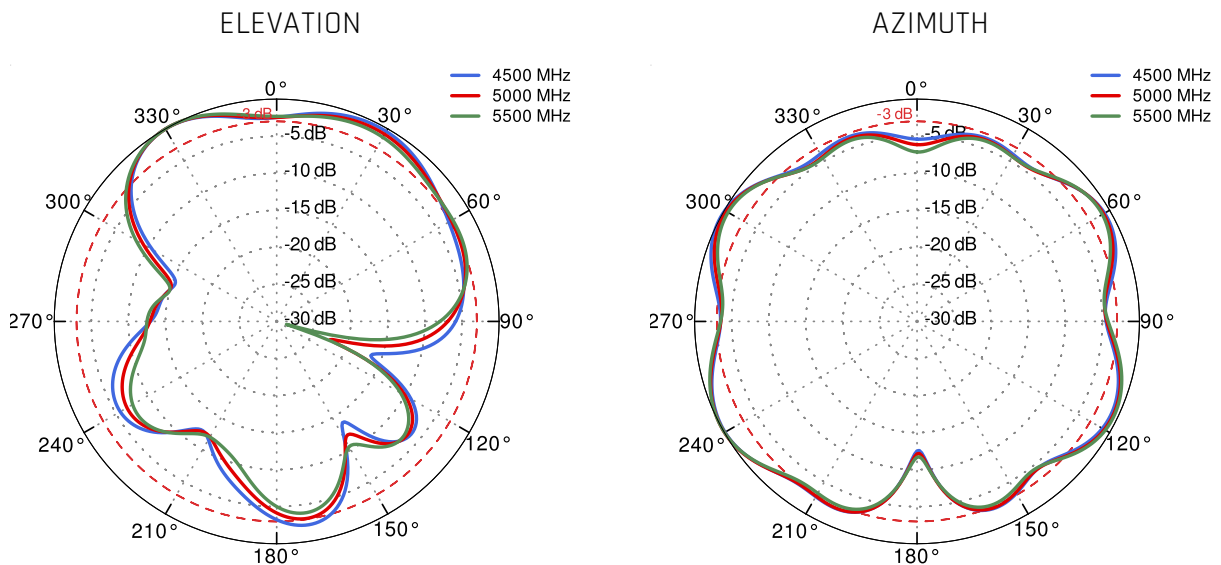 ELEVATION
4500 MHz
5000 MHz
5500 MHz
0°
330°
30°
-3 dB
-5 dB
-10 dB
300°
60°
-15 dB
-20 dB
-25 dB
-30 dB
270°
90°
240°
120°
210°
150°
180°
AZIMUTH
4500 MHz
5000 MHz
5500 MHz
0°
330°
30°
-3 dB
-5 dB
-10 dB
300°
60°
-15 dB
-20 dB
-25 dB
-30 dB
270°
90°
240°
120°
210°
150°
180°